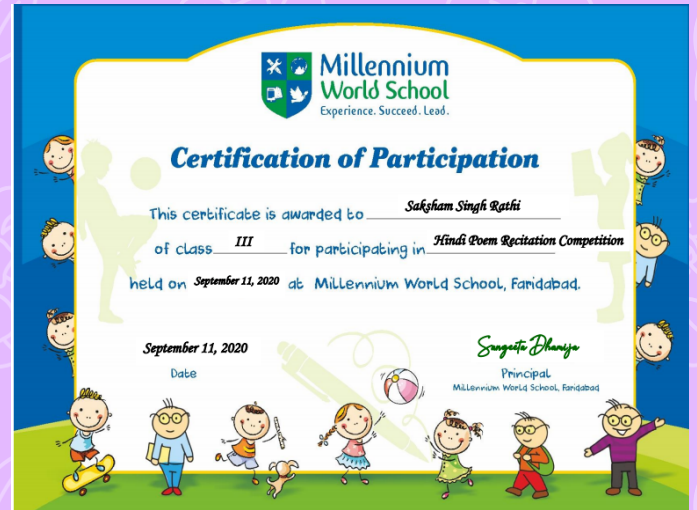 Millennium
World School
Experience. Succeed. Lead.
Certification of Participation
This certificate is awarded to Saksham Singh Rathi
of class III for participating in Hindi Poem Recitation Competition
held on September 11, 2020 at Millennium World School, Faridabad.
September 11, 2020
Date
Sangeeta Dhamija
Principal
Millennium World School, Faridabad